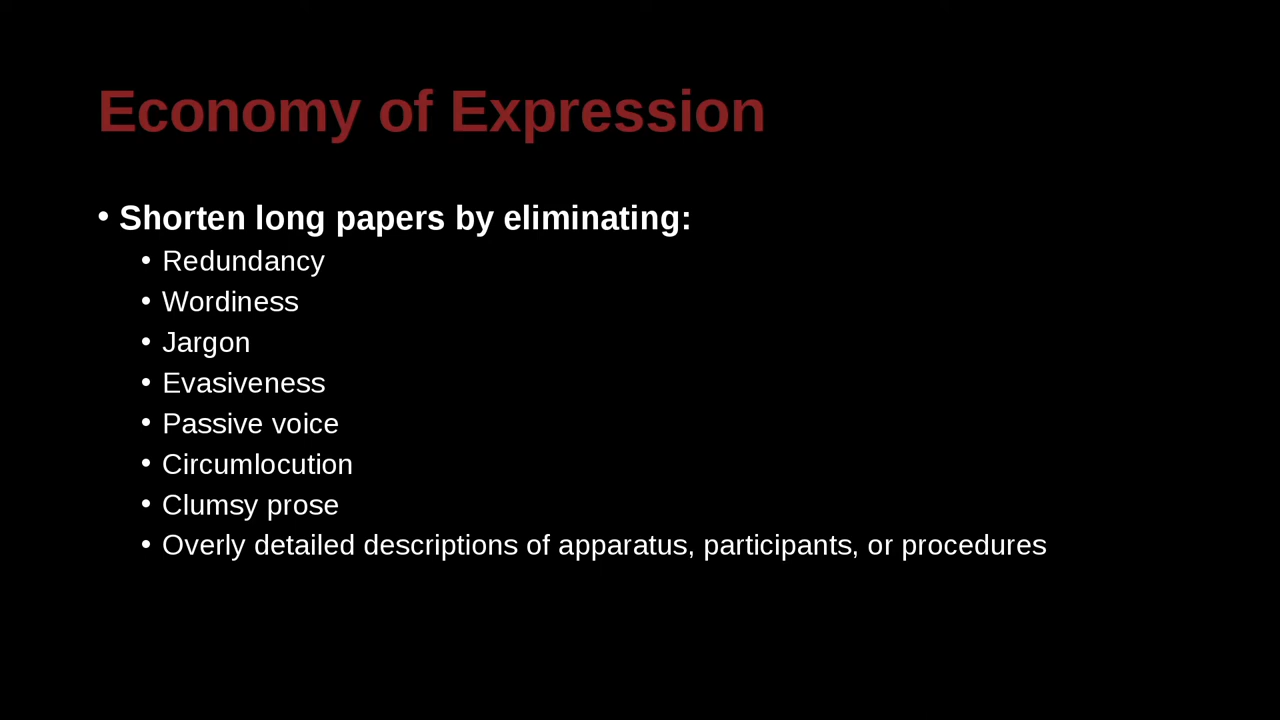 Economy of Expression
• Shorten long papers by eliminating:
• Redundancy
• Wordiness
• Jargon
• Evasiveness
• Passive voice
• Circumlocution
• Clumsy prose
• Overly detailed descriptions of apparatus, participants, or procedures